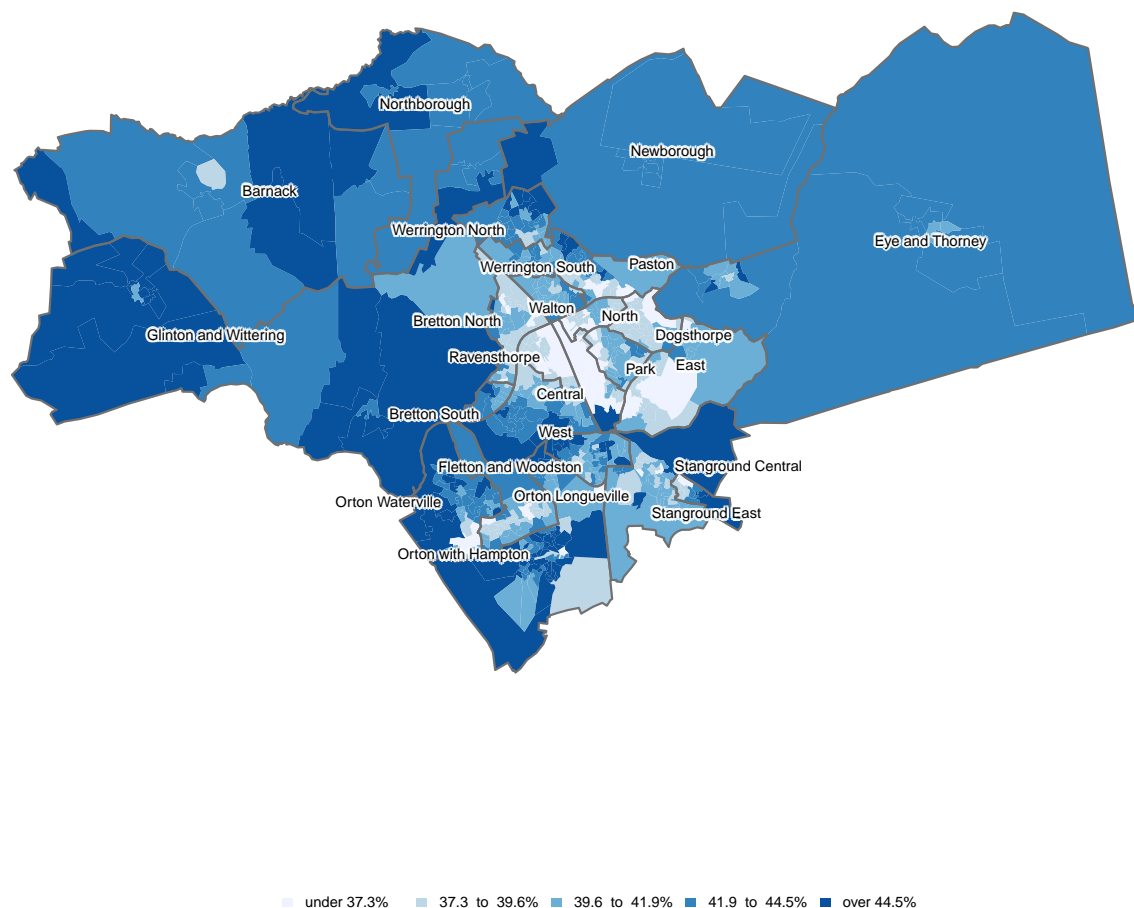 Northborough
Newborough
Barnack
Werrington North
Eye and Thorney
Werrington South
Paston
Walton
North
Bretton North
Glinton and Wittering
Dogsthorpe
Ravensthorpe
Park
East
Central
Bretton South
West
Fletton and Woodston
Stanground Central
Orton Waterville
Orton Longueville
Stanground East
Orton with Hampton
under 37.3% 37.3 to 39.6% 39.6 to 41.9% 41.9 to 44.5% over 44.5%